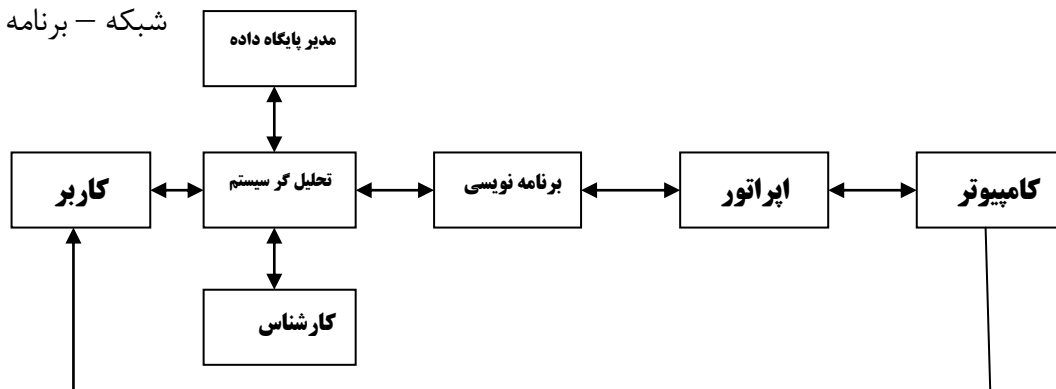 شبکه – برنامه
مدیر پایگاه داده
کامپیوتر
اپراتور
برنامه نویسی
تحلیل گر سیستم
کاربر
کارشناس